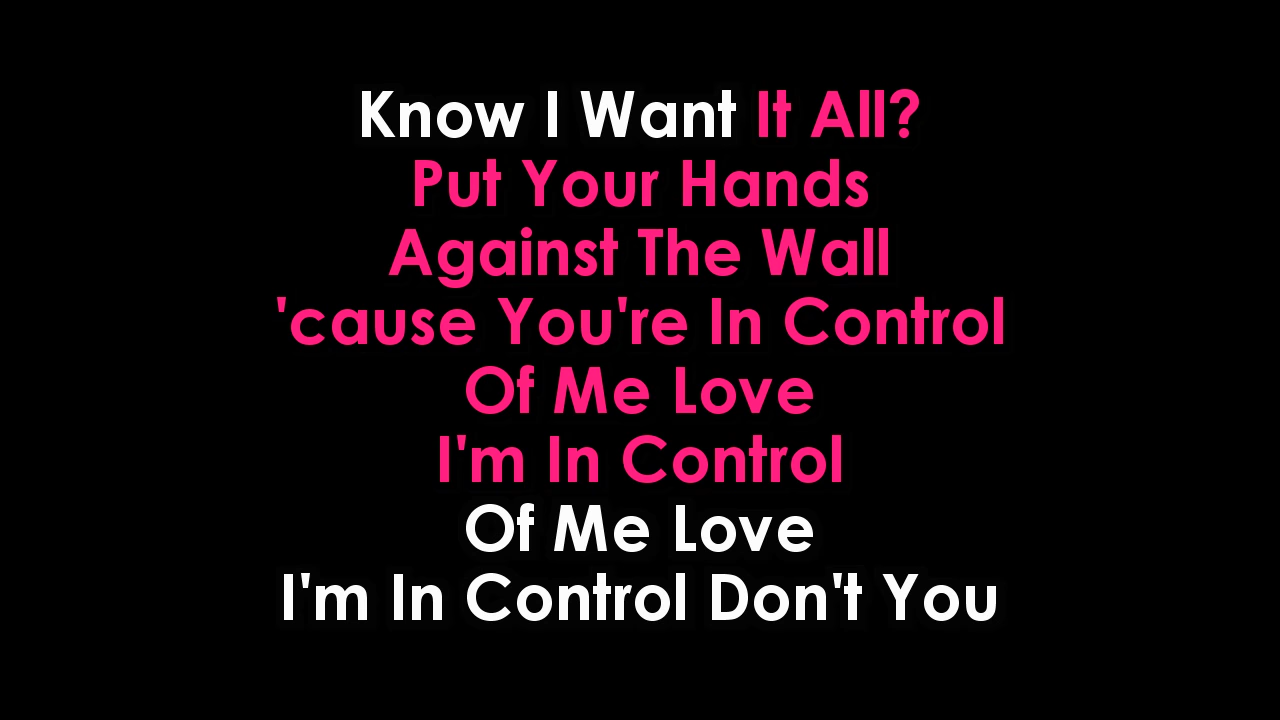 Know I Want It All?
Put Your Hands
Against The Wall
'cause You're In Control
Of Me Love
I'm In Control
Of Me Love
I'm In Control Don't You